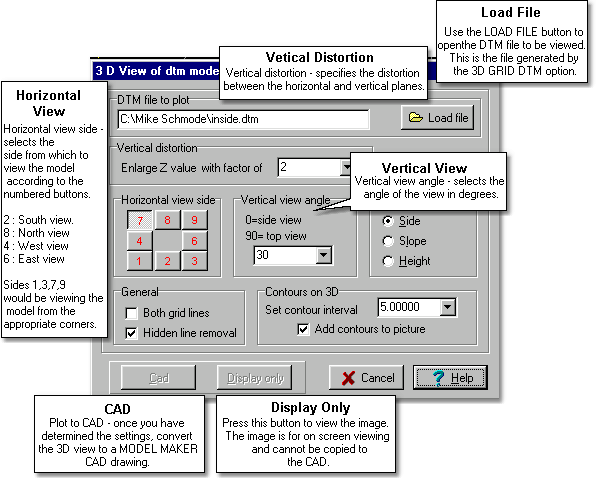 Load File
Use the LOAD FILE button to
openthe DTM file to be viewed.
This is the file generated by
the 3D GRID DTM option.
Vetical Distortion
Vertical distortion - specifies the distortion
between the horizontal and vertical planes.
3 D View of dtm mode
Horizontal
View
Horizontal view side -
selects the
side from which to
view the model
according to the
numbered buttons.
2 : South view.
8 : North view
4 : West view
6 : East view
Sides 1,3,7,9
would be viewing the
model from the
appropriate corners.
DTM file to plot
C:\Mike Schmode\inside.dtm
Load file
Vertical distortion
Enlarge Z value with factor of
2
Vertical View
Vertical view angle - selects the
angle of the view in degrees.
Horizontal view side
7 8 9
4 6
1 2 3
Vertical view angle
0=side view
90= top view
30
Side
Slope
Height
General
Both grid lines
Hidden line removal
Contours on 3D
Set contour interval
5.00000
Add contours to picture
Cad
Display only
Cancel
Help
CAD
Plot to CAD - once you have
determined the settings, convert
the 3D view to a MODEL MAKER
CAD drawing.
Display Only
Press this button to view the image.
The image is for on screen viewing
and cannot be copied to
the CAD.